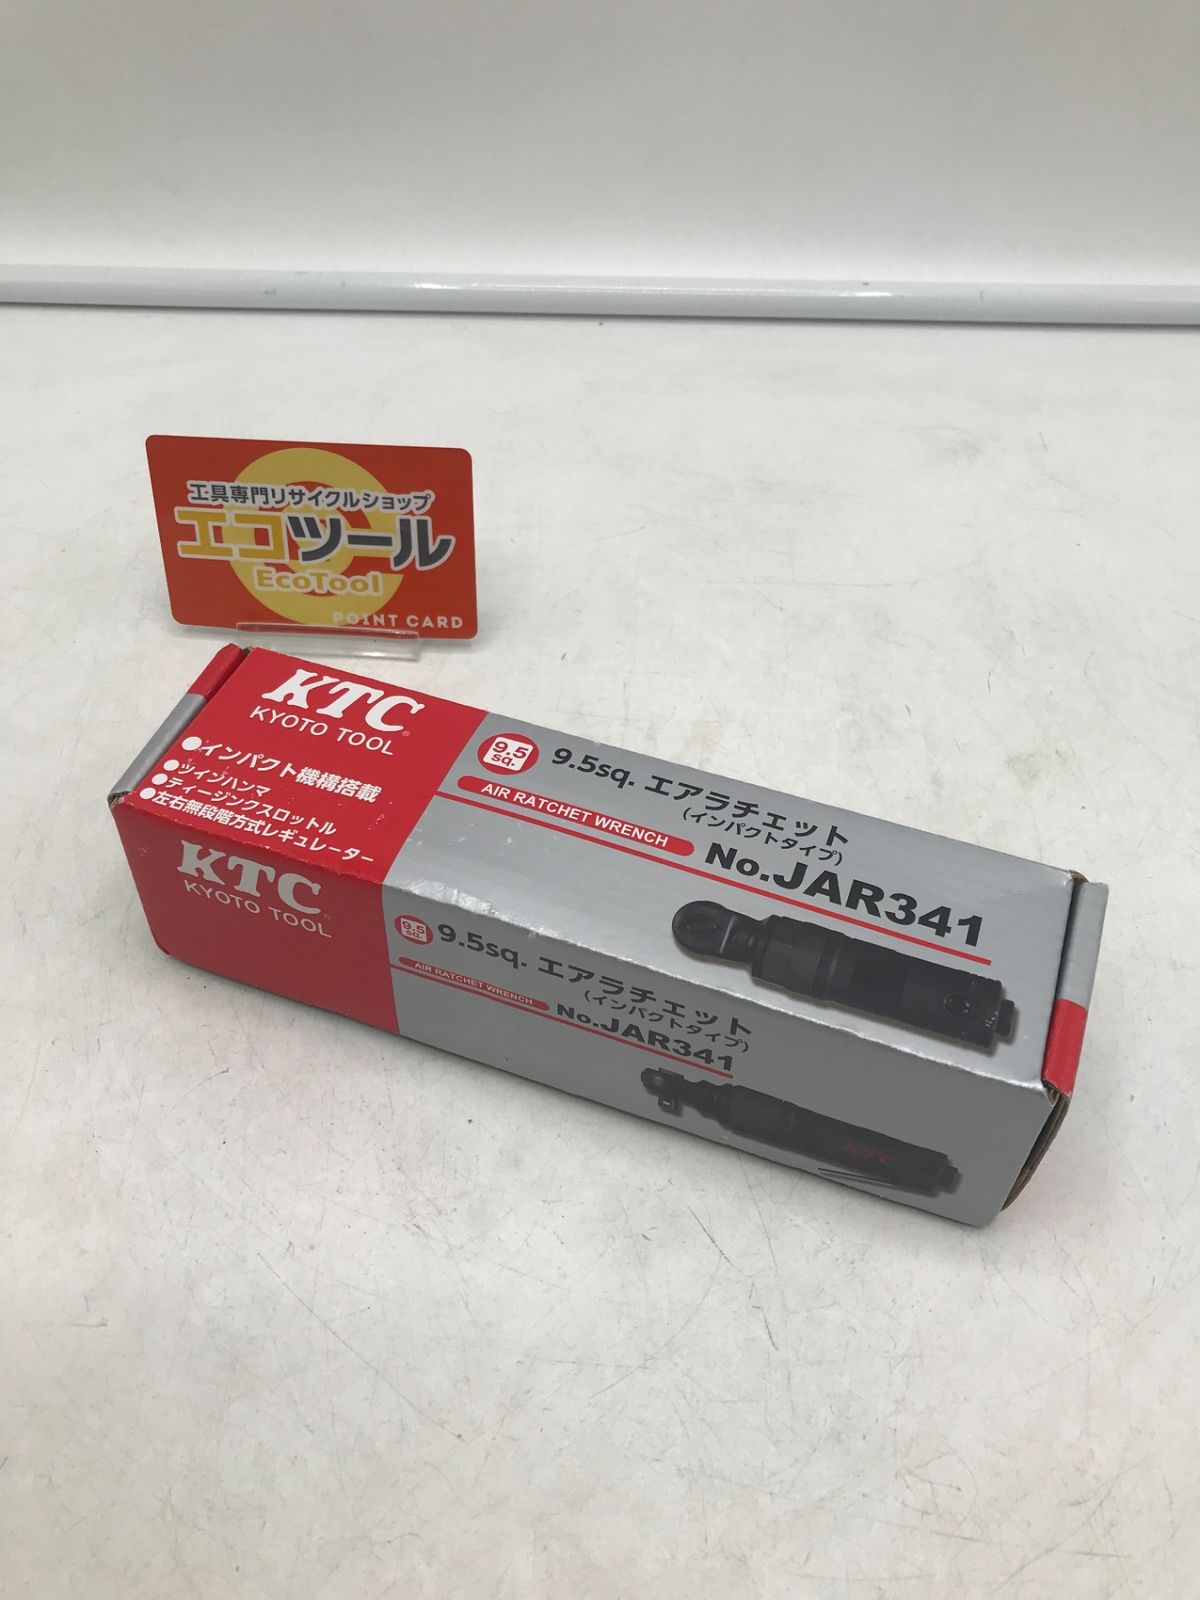 工具専門リサイクルショップ
エコツール
EcoTool
POINT CARD
KTC®
KYOTO TOOL
●インパクト機構搭載
●ツインハンマ
●ティージングスロットル
●左右無段階方式レギュレーター
9.5
sq.
9.5sq. エアラチェット
(インパクトタイプ)
AIR RATCHET WRENCH
No.JAR341
KTC®
KYOTO TOOL
9.5
sq.
9.5sq. エアラチェット
(インパクトタイプ)
AIR RATCHET WRENCH
No.JAR341
KTC